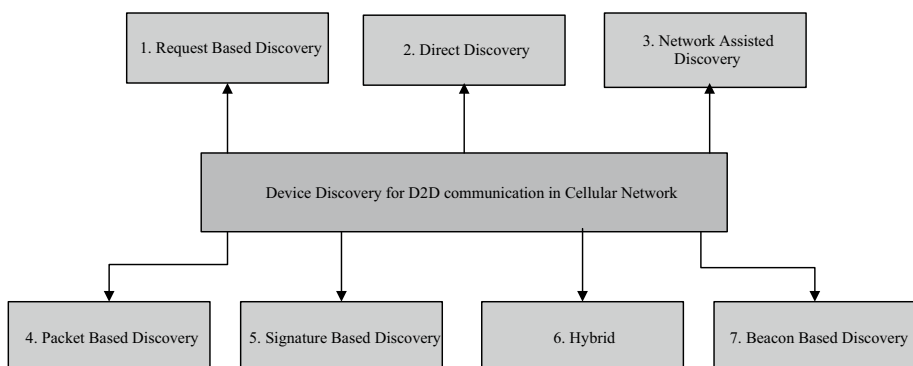 1. Request Based Discovery
2. Direct Discovery
3. Network Assisted
Discovery
Device Discovery for D2D communication in Cellular Network
4. Packet Based Discovery
5. Signature Based Discovery
6. Hybrid
7. Beacon Based Discovery